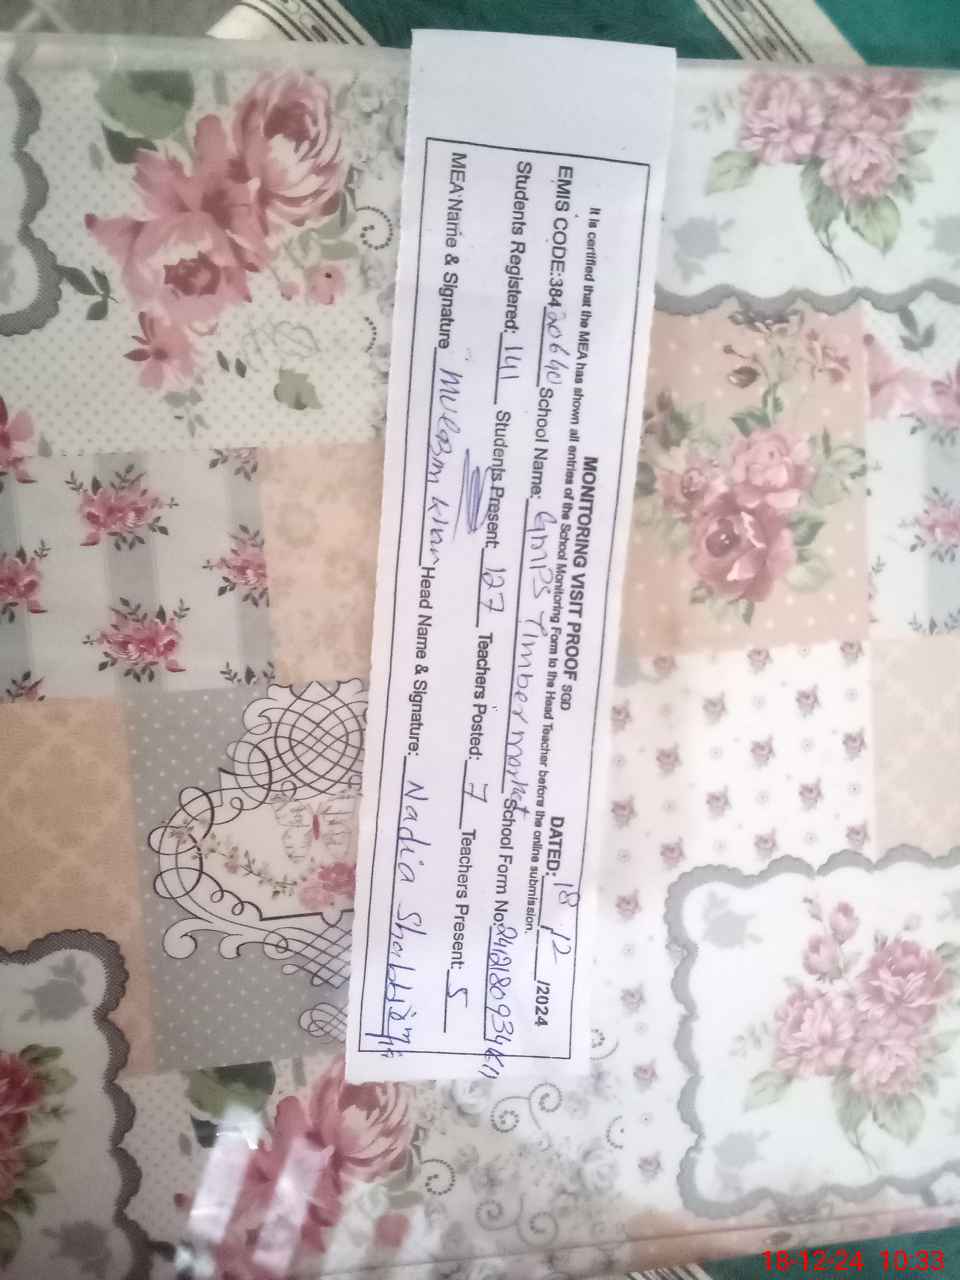 MONITORING VISIT PROOF SGD DATED: 18/12/2024
It is certified that the MEA has shown all entries of the School Monitoring Form to the Head Teacher before the online submission.
EMIS CODE:38420640 School Name: GMPS Timber market School Form No:
Students Registered: 141 Students Present: 127 Teachers Posted: 7 Teachers Present: 5
MEA Name & Signature Head Name & Signature: Nadia
18-12-24 10:33